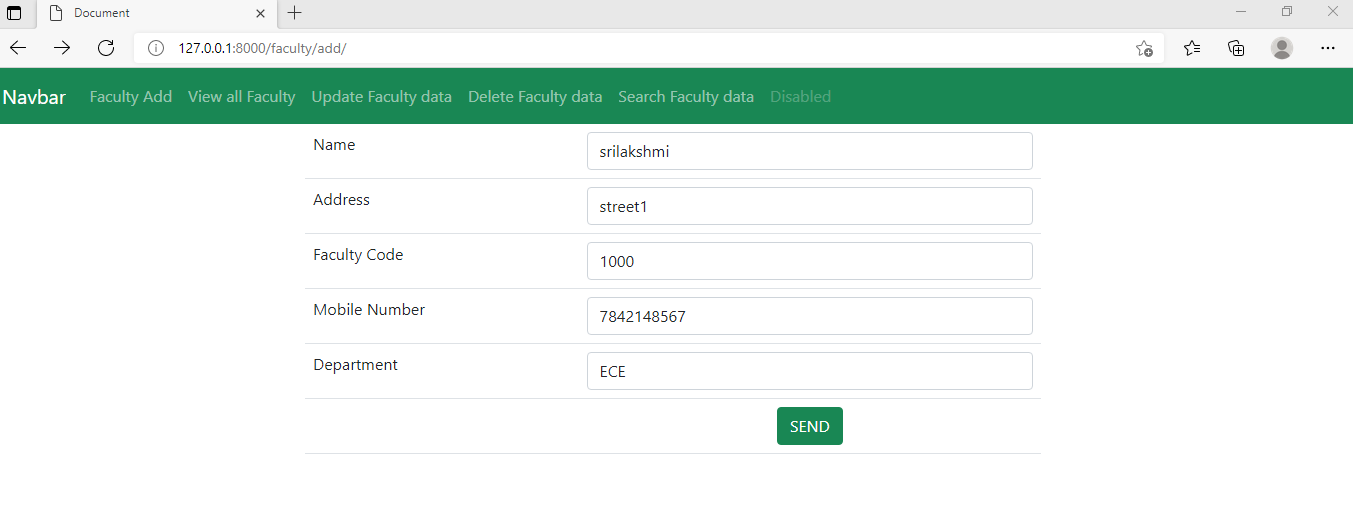 Document
127.0.0.1:8000/faculty/add/
Navbar Faculty Add View all Faculty Update Faculty data Delete Faculty data Search Faculty data Disabled
Name srilakshmi
Address street1
Faculty Code 1000
Mobile Number 7842148567
Department ECE
SEND